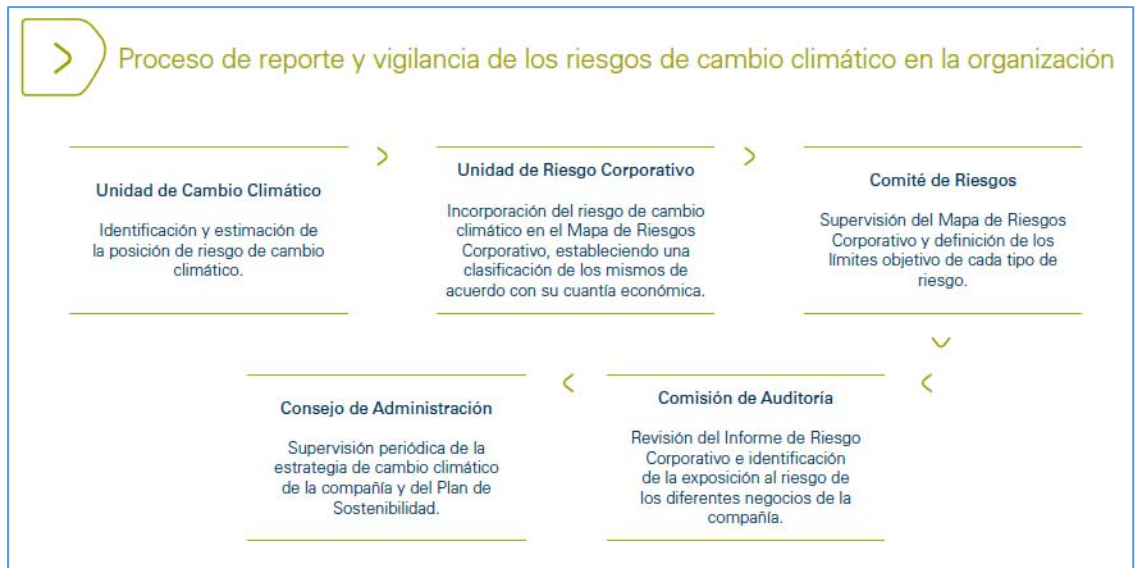 Proceso de reporte y vigilancia de los riesgos de cambio climático en la organización
Unidad de Cambio Climático
Identificación y estimación de
la posición de riesgo de cambio
climático.
Unidad de Riesgo Corporativo
Incorporación del riesgo de cambio
climático en el Mapa de Riesgos
Corporativo, estableciendo una
clasificación de los mismos de
acuerdo con su cuantía económica.
Comité de Riesgos
Supervisión del Mapa de Riesgos
Corporativo y definición de los
límites objetivo de cada tipo de
riesgo.
Comisión de Auditoría
Revisión del Informe de Riesgo
Corporativo e identificación
de la exposición al riesgo de
los diferentes negocios de la
compañía.
Consejo de Administración
Supervisión periódica de la
estrategia de cambio climático
de la compañía y del Plan de
Sostenibilidad.